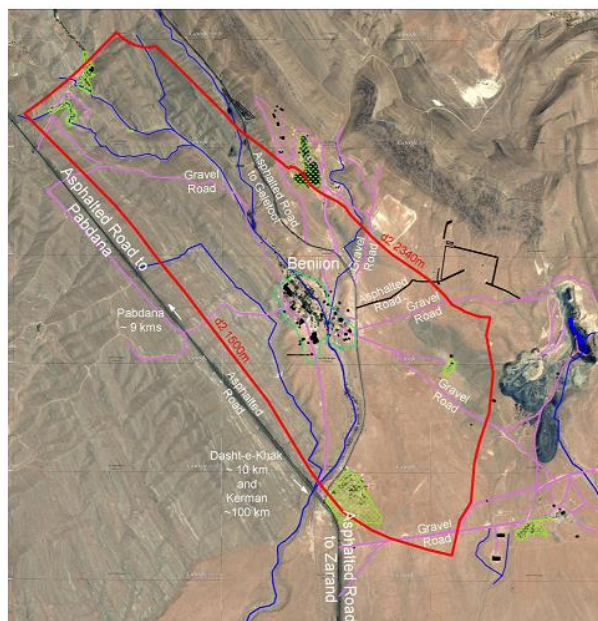 Asphalted Road
to Galetoot
Gravel
Road
Asphalted Road to
Pabdana
Gravel
Road
d2 2340m
Benjion
Asphalted
Road
Gravel
Road
Pabdana
~ 9 kms
d2 1500m
Gravel
Road
Asphalted
Road
Dasht-e-Khak
~ 10 km
and
Kerman
~100 km
Gravel
Road
Asphalted Road
to Zarand